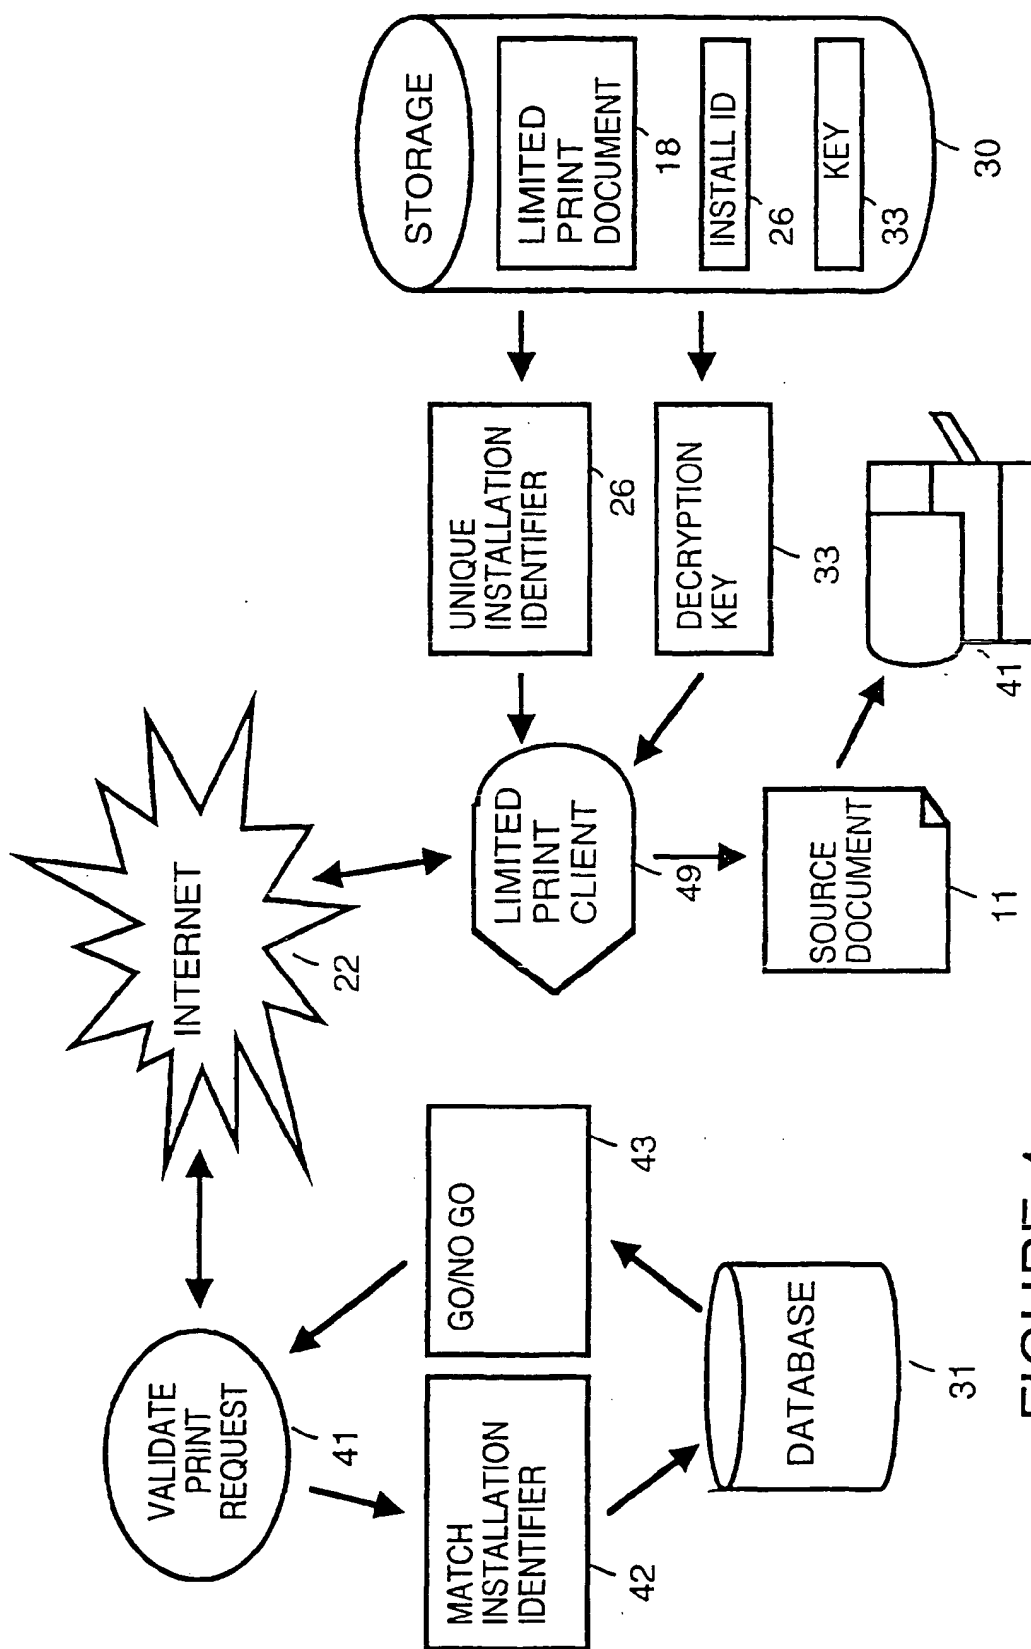 VALIDATE
PRINT
REQUEST
41
INTERNET
22
STORAGE
MATCH
INSTALLATION
IDENTIFIER
42
GO/NO GO
43
LIMITED
PRINT
CLIENT
49
UNIQUE
INSTALLATION
IDENTIFIER
26
LIMITED
PRINT
DOCUMENT
18
DECRYPTION
KEY
33
INSTALL ID
26
DATABASE
31
SOURCE
DOCUMENT
11
41'
KEY
33
30
FIGURE 4